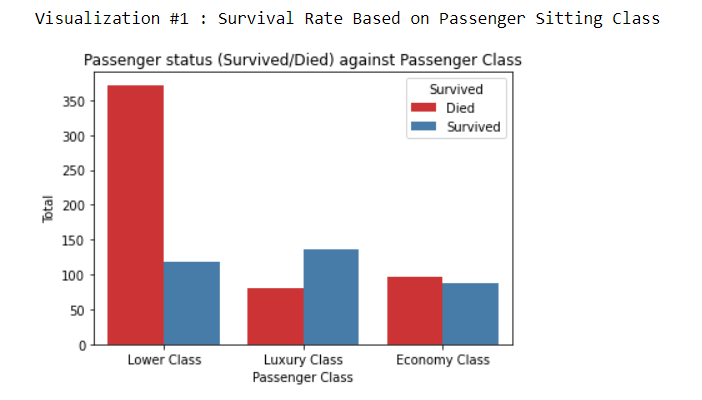 Visualization #1 : Survival Rate Based on Passenger Sitting Class
Passenger status (Survived/Died) against Passenger Class
Survived
Died
Survived
Total
350
300
250
200
150
100
50
0
Lower Class
Luxury Class
Economy Class
Passenger Class